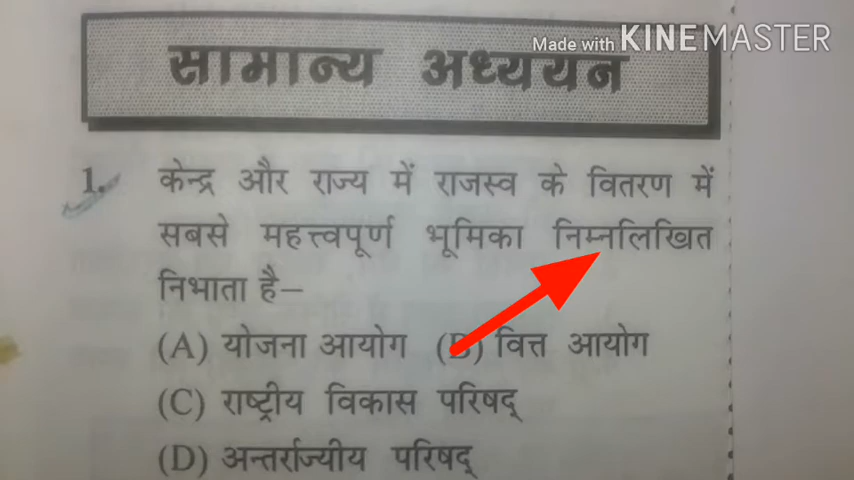 Made with KINEMASTER
सामान्य अध्ययन
1. केन्द्र और राज्य में राजस्व के वितरण में
सबसे महत्त्वपूर्ण भूमिका निम्नलिखित
निभाता है–
(A) योजना आयोग (B) वित्त आयोग
(C) राष्ट्रीय विकास परिषद्
(D) अन्तर्राज्यीय परिषद्